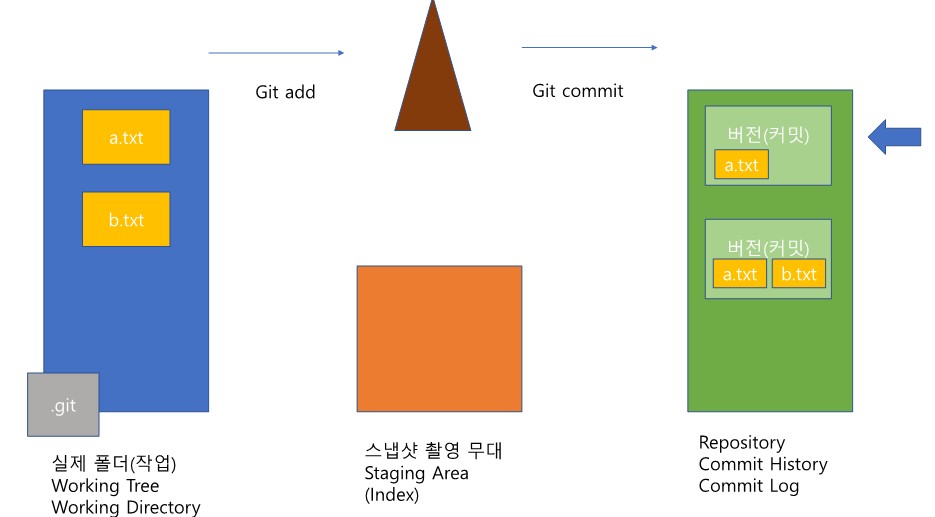 Git add
Git commit
a.txt
b.txt
.git
실제 폴더(작업)
Working Tree
Working Directory
스냅샷 촬영 무대
Staging Area
(Index)
버전(커밋)
a.txt
버전(커밋)
a.txt b.txt
Repository
Commit History
Commit Log